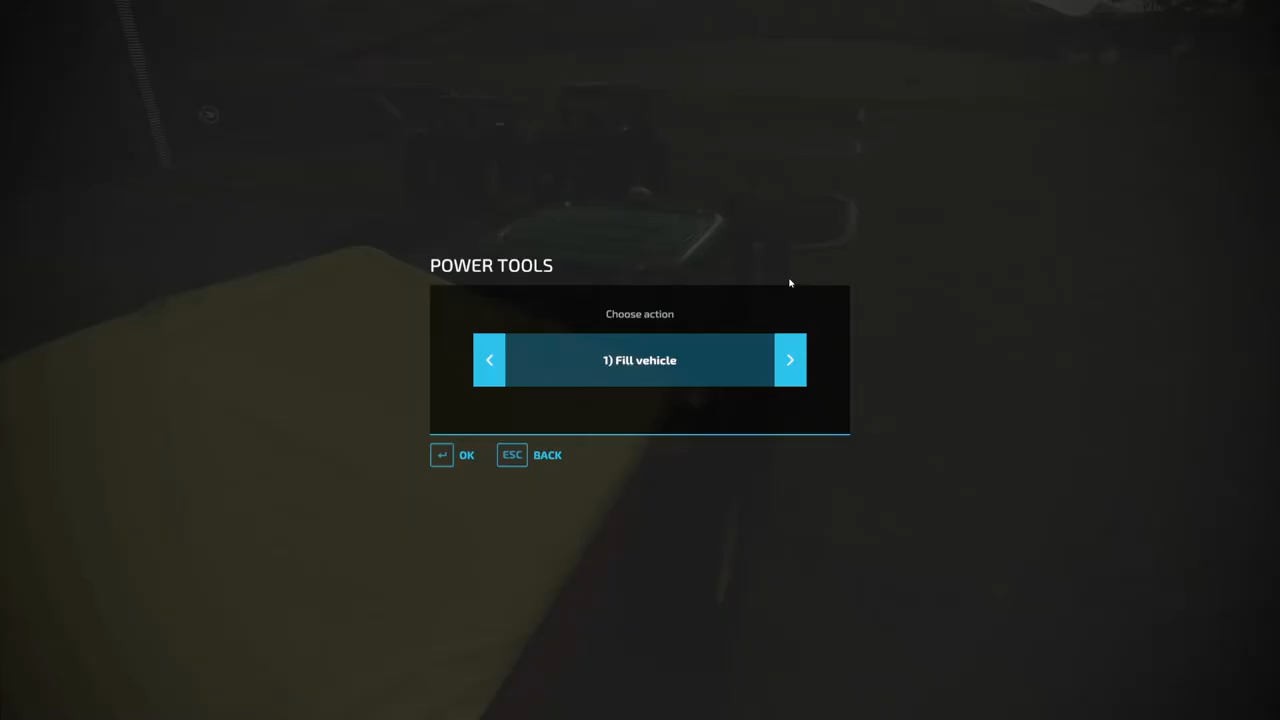 POWER TOOLS
Choose action
1) Fill vehicle
OK
ESC BACK